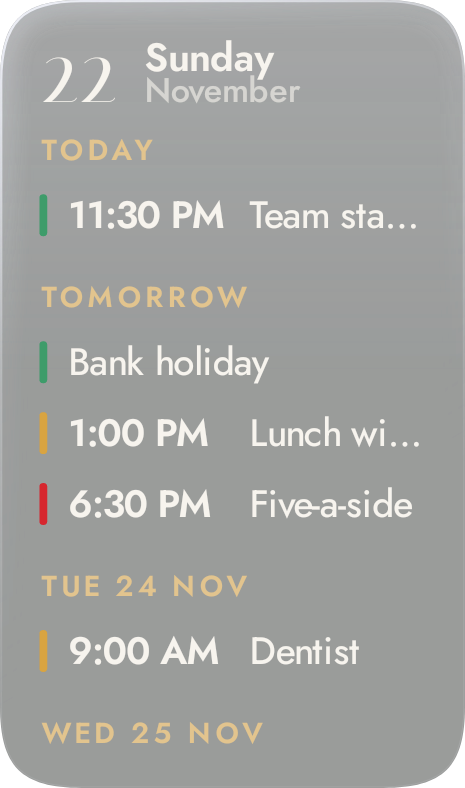 22 Sunday
November
TODAY
11:30 PM Team sta...
TOMORROW
Bank holiday
1:00 PM Lunch wi...
6:30 PM Five-a-side
TUE 24 NOV
9:00 AM Dentist
WED 25 NOV